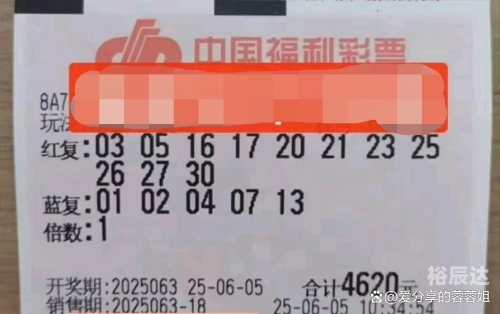 中国福利彩票
8A7
玩法
红复:03 05 16 17 20 21 23 25
26 27 30
蓝复:01 02 04 07 13
倍数:1
开奖期:2025063 25-06-05 合计4620元
销售期:2025063-18 25-06-05 10:34:54
裕辰达
@爱分享的蓉蓉姐